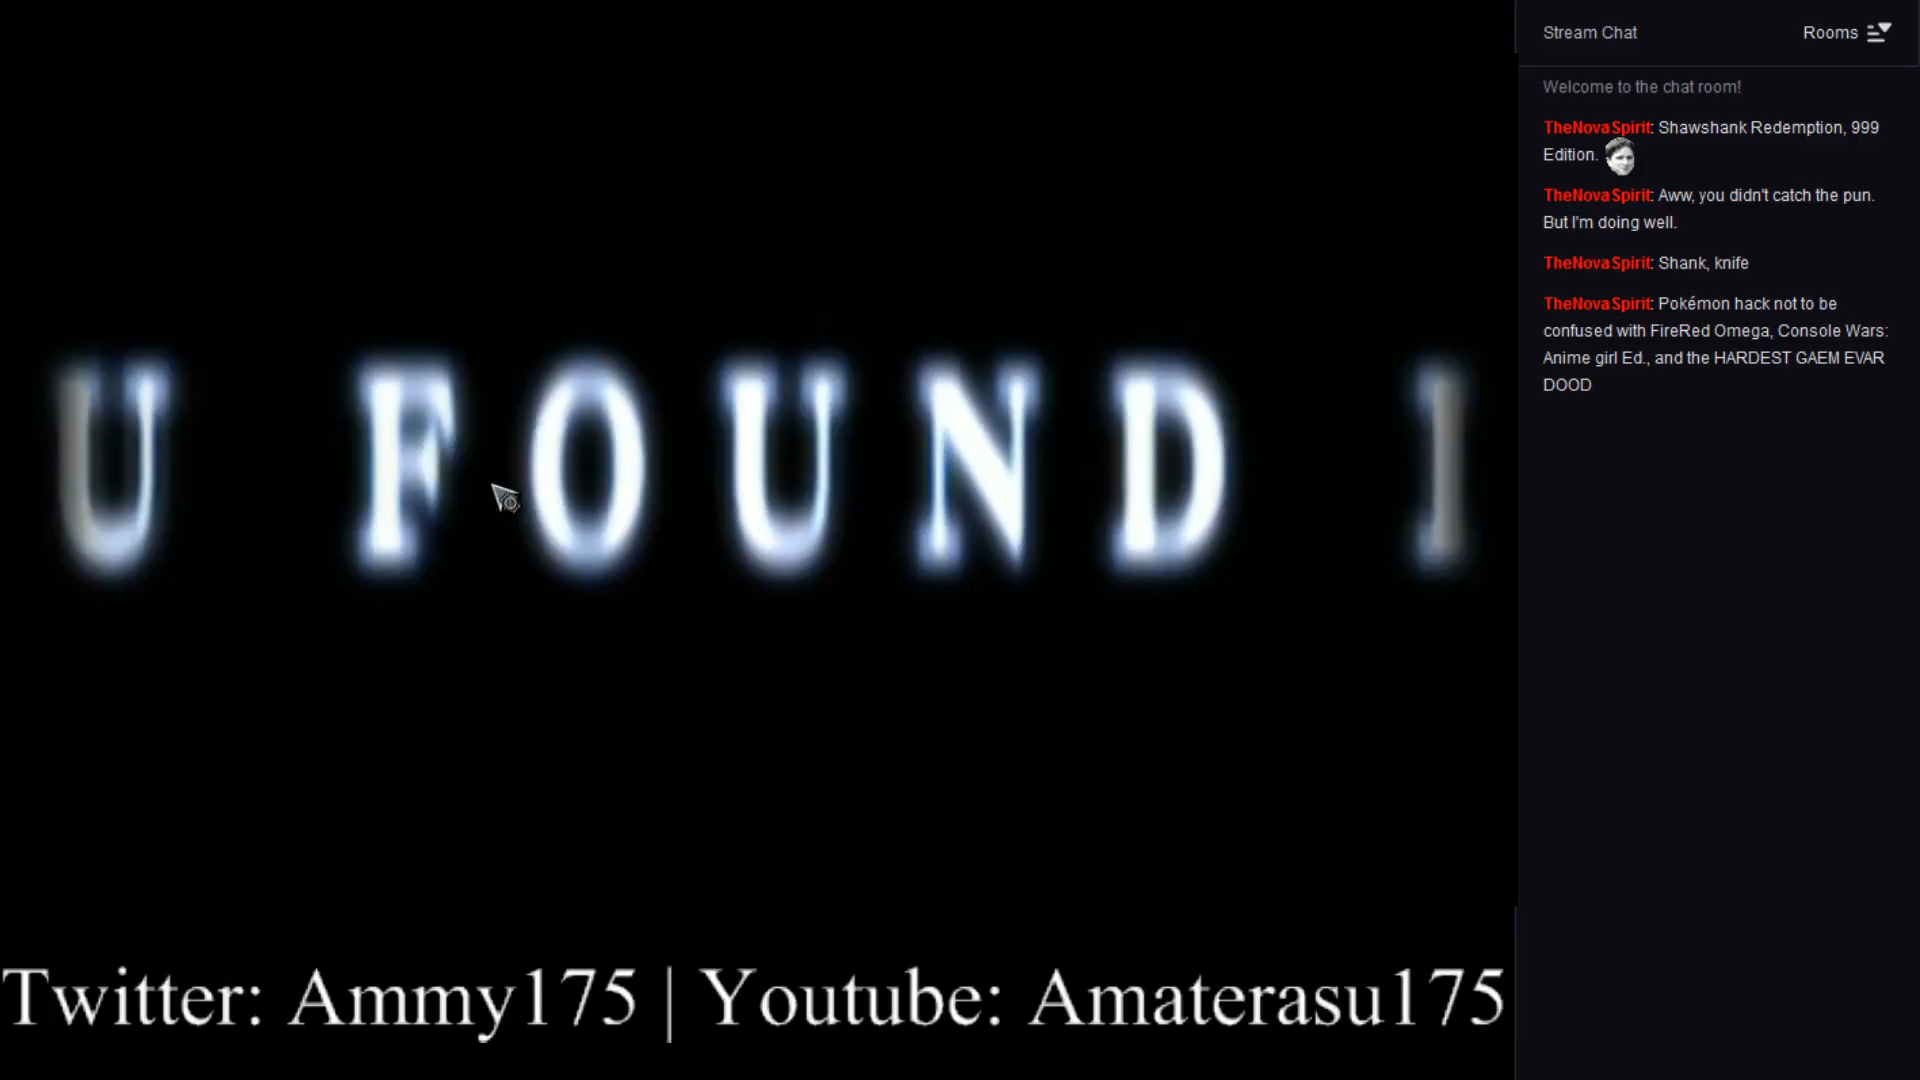 U FOUND I
Twitter: Ammy175 | Youtube: Amaterasu175
Stream Chat
Rooms
Welcome to the chat room!
TheNovaSpirit: Shawshank Redemption, 999
Edition.
TheNovaSpirit: Aww, you didn't catch the pun.
But I'm doing well.
TheNovaSpirit: Shank, knife
TheNovaSpirit: Pokémon hack not to be
confused with FireRed Omega, Console Wars:
Anime girl Ed., and the HARDEST GAEM EVAR
DOOD